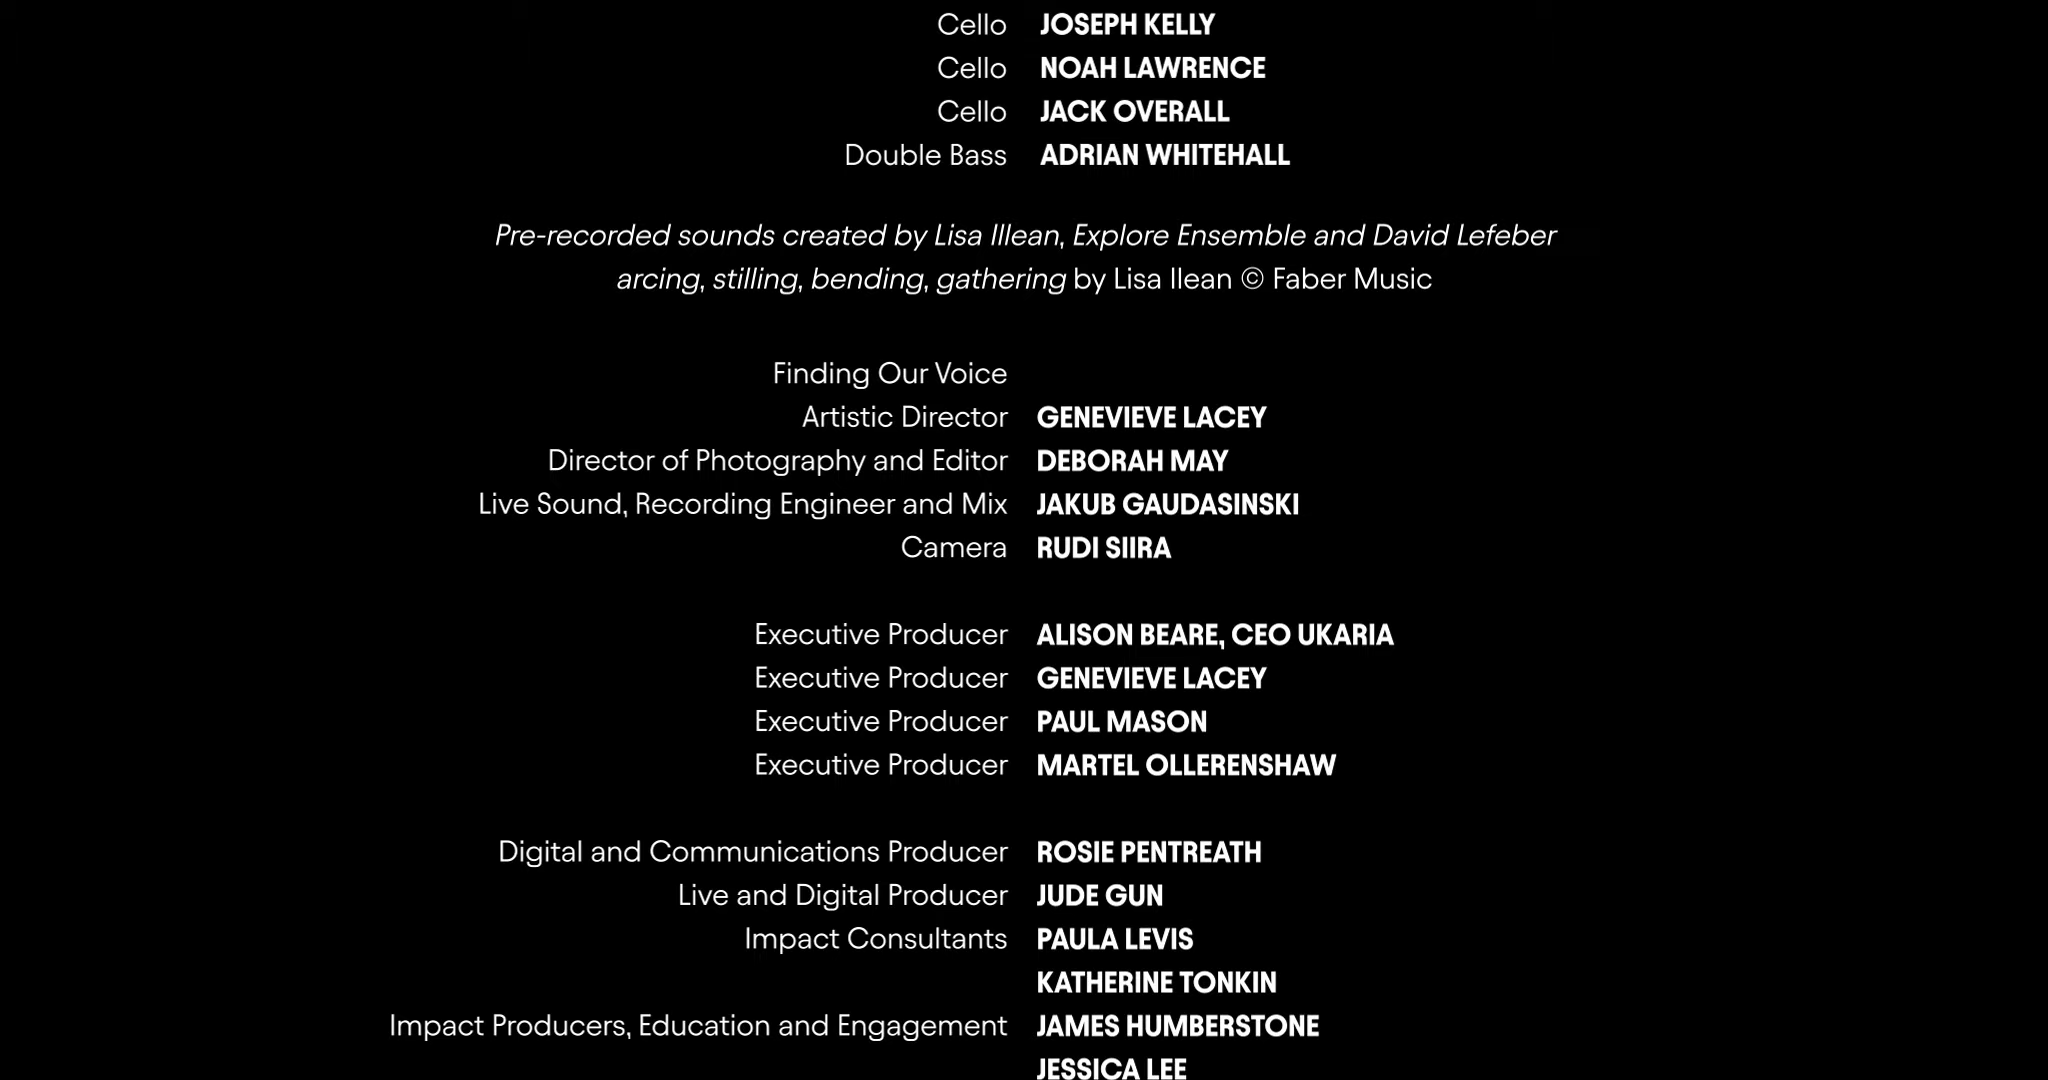 Cello JOSEPH KELLY
Cello NOAH LAWRENCE
Cello JACK OVERALL
Double Bass ADRIAN WHITEHALL
Pre-recorded sounds created by Lisa Illean, Explore Ensemble and David Lefeber
arcing, stilling, bending, gathering by Lisa Ilean © Faber Music
Finding Our Voice
Artistic Director GENEVIEVE LACEY
Director of Photography and Editor DEBORAH MAY
Live Sound, Recording Engineer and Mix JAKUB GAUDASINSKI
Camera RUDI SIIRA
Executive Producer ALISON BEARE, CEO UKARIA
Executive Producer GENEVIEVE LACEY
Executive Producer PAUL MASON
Executive Producer MARTEL OLLERENSHAW
Digital and Communications Producer ROSIE PENTREATH
Live and Digital Producer JUDE GUN
Impact Consultants PAULA LEVIS
KATHERINE TONKIN
Impact Producers, Education and Engagement JAMES HUMBERSTONE
JESSICA LEE